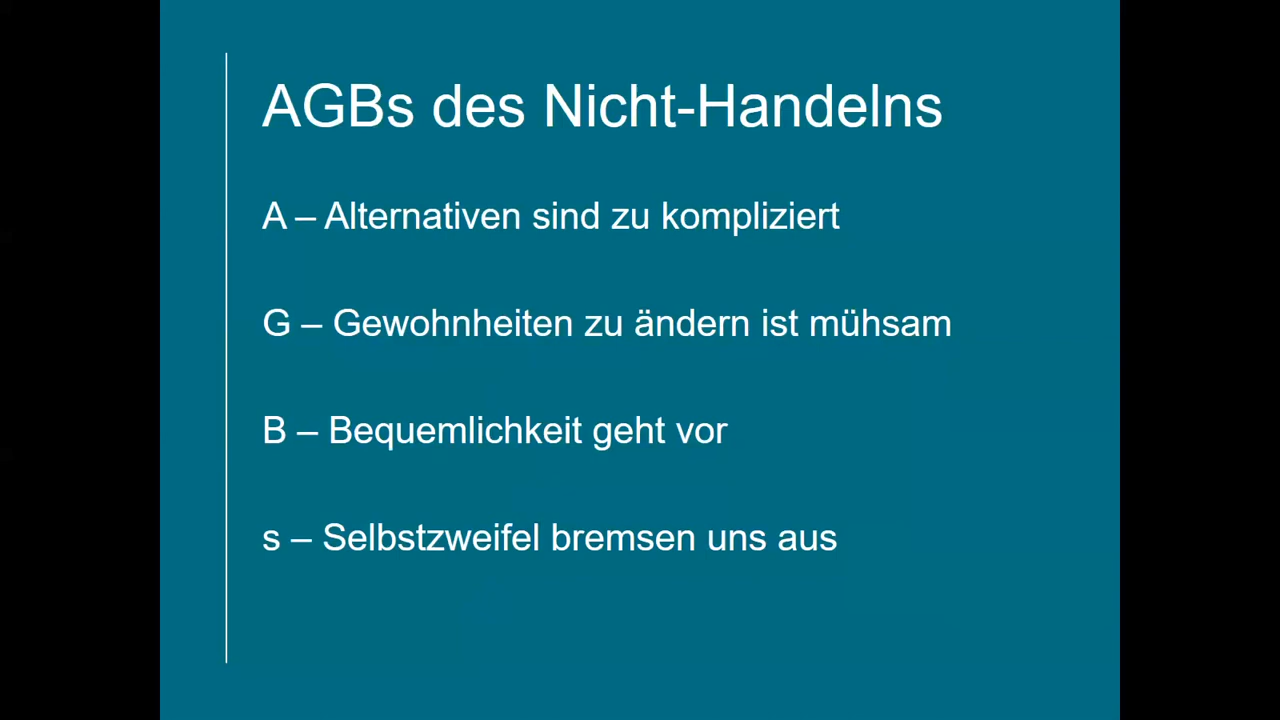 AGBs des Nicht-Handelns
A – Alternativen sind zu kompliziert
G – Gewohnheiten zu ändern ist mühsam
B – Bequemlichkeit geht vor
s – Selbstzweifel bremsen uns aus